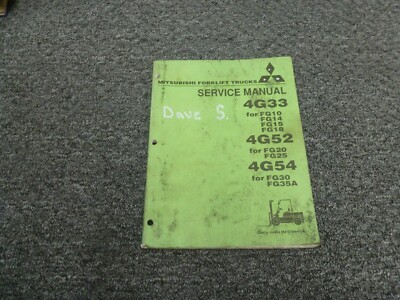 MITSUBISHI FORKLIFT TRUCKS
SERVICE MANUAL
4G33
for FG10
FG14
FG15
FG18
4G52
for FG20
FG25
4G54
for FG30
FG35A
Dave S.